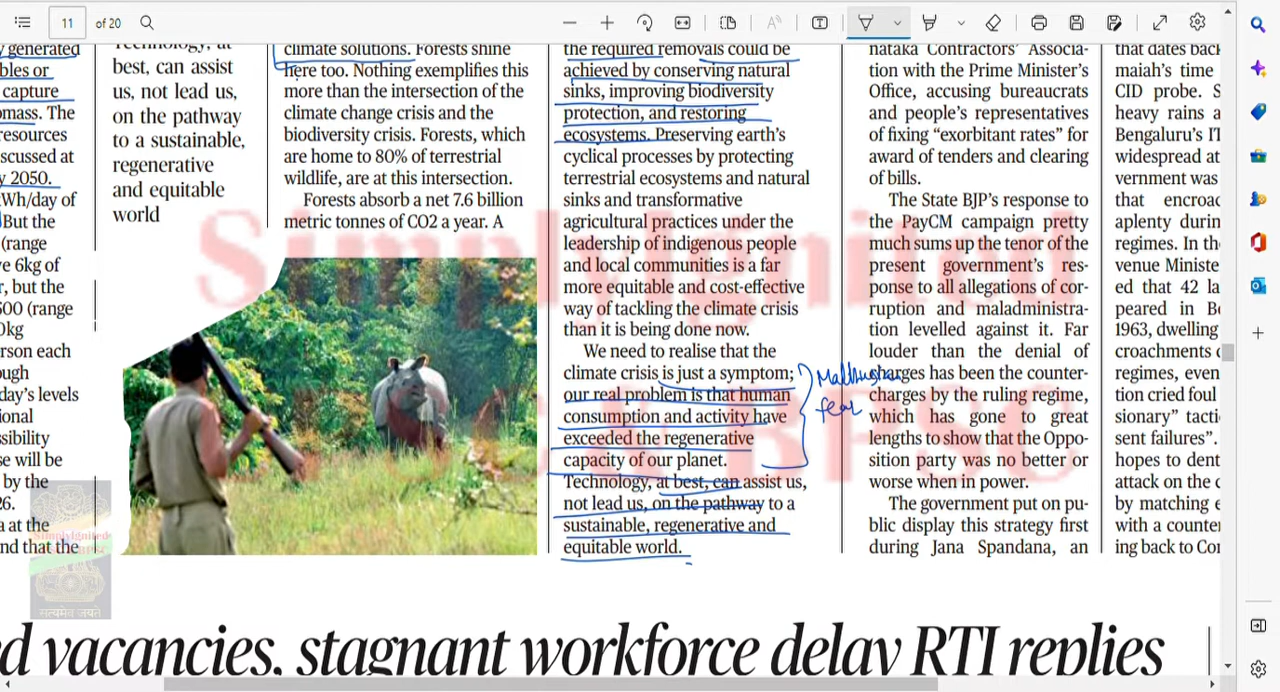 11
of 20
y generated
bles or
capture
omass. The
resources
scussed at
y 2050.
Wh/day of
But the
(range
ve 6kg of
r, but the
500 (range
0kg
erson each
ough
day's levels
ional
ssibility
se will be
by the
26.
a at the
nd that the
Technology, at
best, can assist
us, not lead us,
on the pathway
to a sustainable,
regenerative
and equitable
world
climate solutions. Forests shine
here too. Nothing exemplifies this
more than the intersection of the
climate change crisis and the
biodiversity crisis. Forests, which
are home to 80% of terrestrial
wildlife, are at this intersection.
Forests absorb a net 7.6 billion
metric tonnes of CO2 a year. A
the required removals could be
achieved by conserving natural
sinks, improving biodiversity
protection, and restoring
ecosystems. Preserving earth's
cyclical processes by protecting
terrestrial ecosystems and natural
sinks and transformative
agricultural practices under the
leadership of indigenous people
and local communities is a far
more equitable and cost-effective
way of tackling the climate crisis
than it is being done now.
We need to realise that the
climate crisis is just a symptom;
our real problem is that human
consumption and activity have
exceeded the regenerative
capacity of our planet.
Technology, at best, can assist us,
not lead us, on the pathway to a
sustainable, regenerative and
equitable world.
fear
nataka Contractors' Associa-
tion with the Prime Minister's
Office, accusing bureaucrats
and people's representatives
of fixing "exorbitant rates" for
award of tenders and clearing
of bills.
The State BJP's response to
the PayCM campaign pretty
much sums up the tenor of the
present government's res-
ponse to all allegations of cor-
ruption and maladministra-
tion levelled against it. Far
louder than the denial of
charges has been the counter-
charges by the ruling regime,
which has gone to great
lengths to show that the Oppo-
sition party was no better or
worse when in power.
The government put on pu-
blic display this strategy first
during Jana Spandana, an
that dates back
maiah's time
CID probe. S
heavy rains a
Bengaluru's IT
widespread at
vernment was
that encroac
aplenty durin
regimes. In th
venue Ministe
ed that 42 la
peared in Be
1963, dwelling
croachments
regimes, even
tion cried foul
sionary" tacti
sent failures".
hopes to dent
attack on the
by matching e
with a counter
ing back to Con
SimplyIgnited
UPSC & BPSC
SimplyIgnited
सत्यमेव जयते
ed vacancies, stagnant workforce delay RTI replies